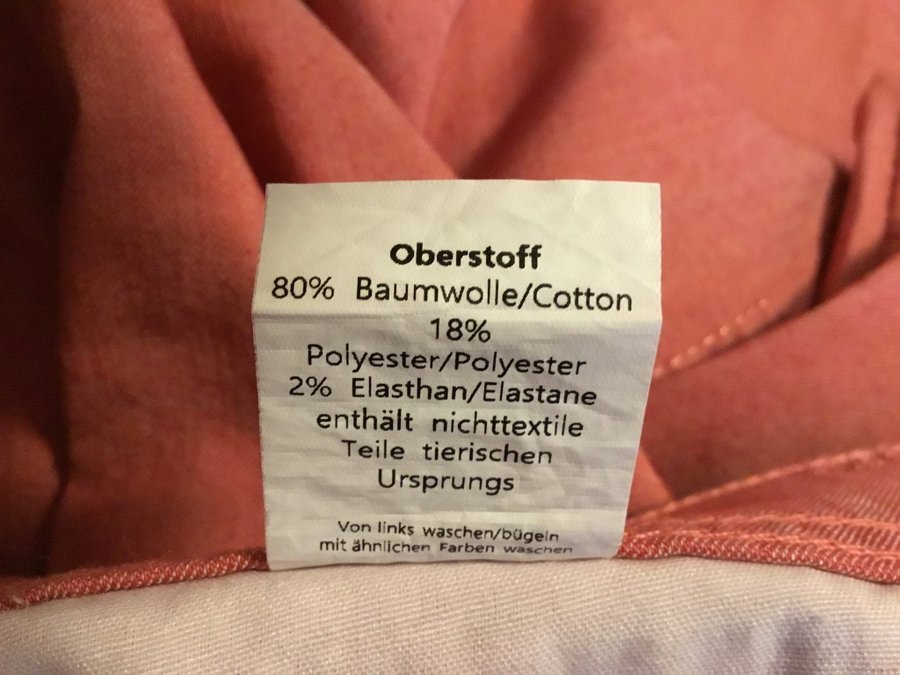 Oberstoff
80% Baumwolle/Cotton
18%
Polyester/Polyester
2% Elasthan/Elastane
enthält nichttextile
Teile tierischen
Ursprungs
Von links waschen/bügeln
mit ähnlichen Farben waschen